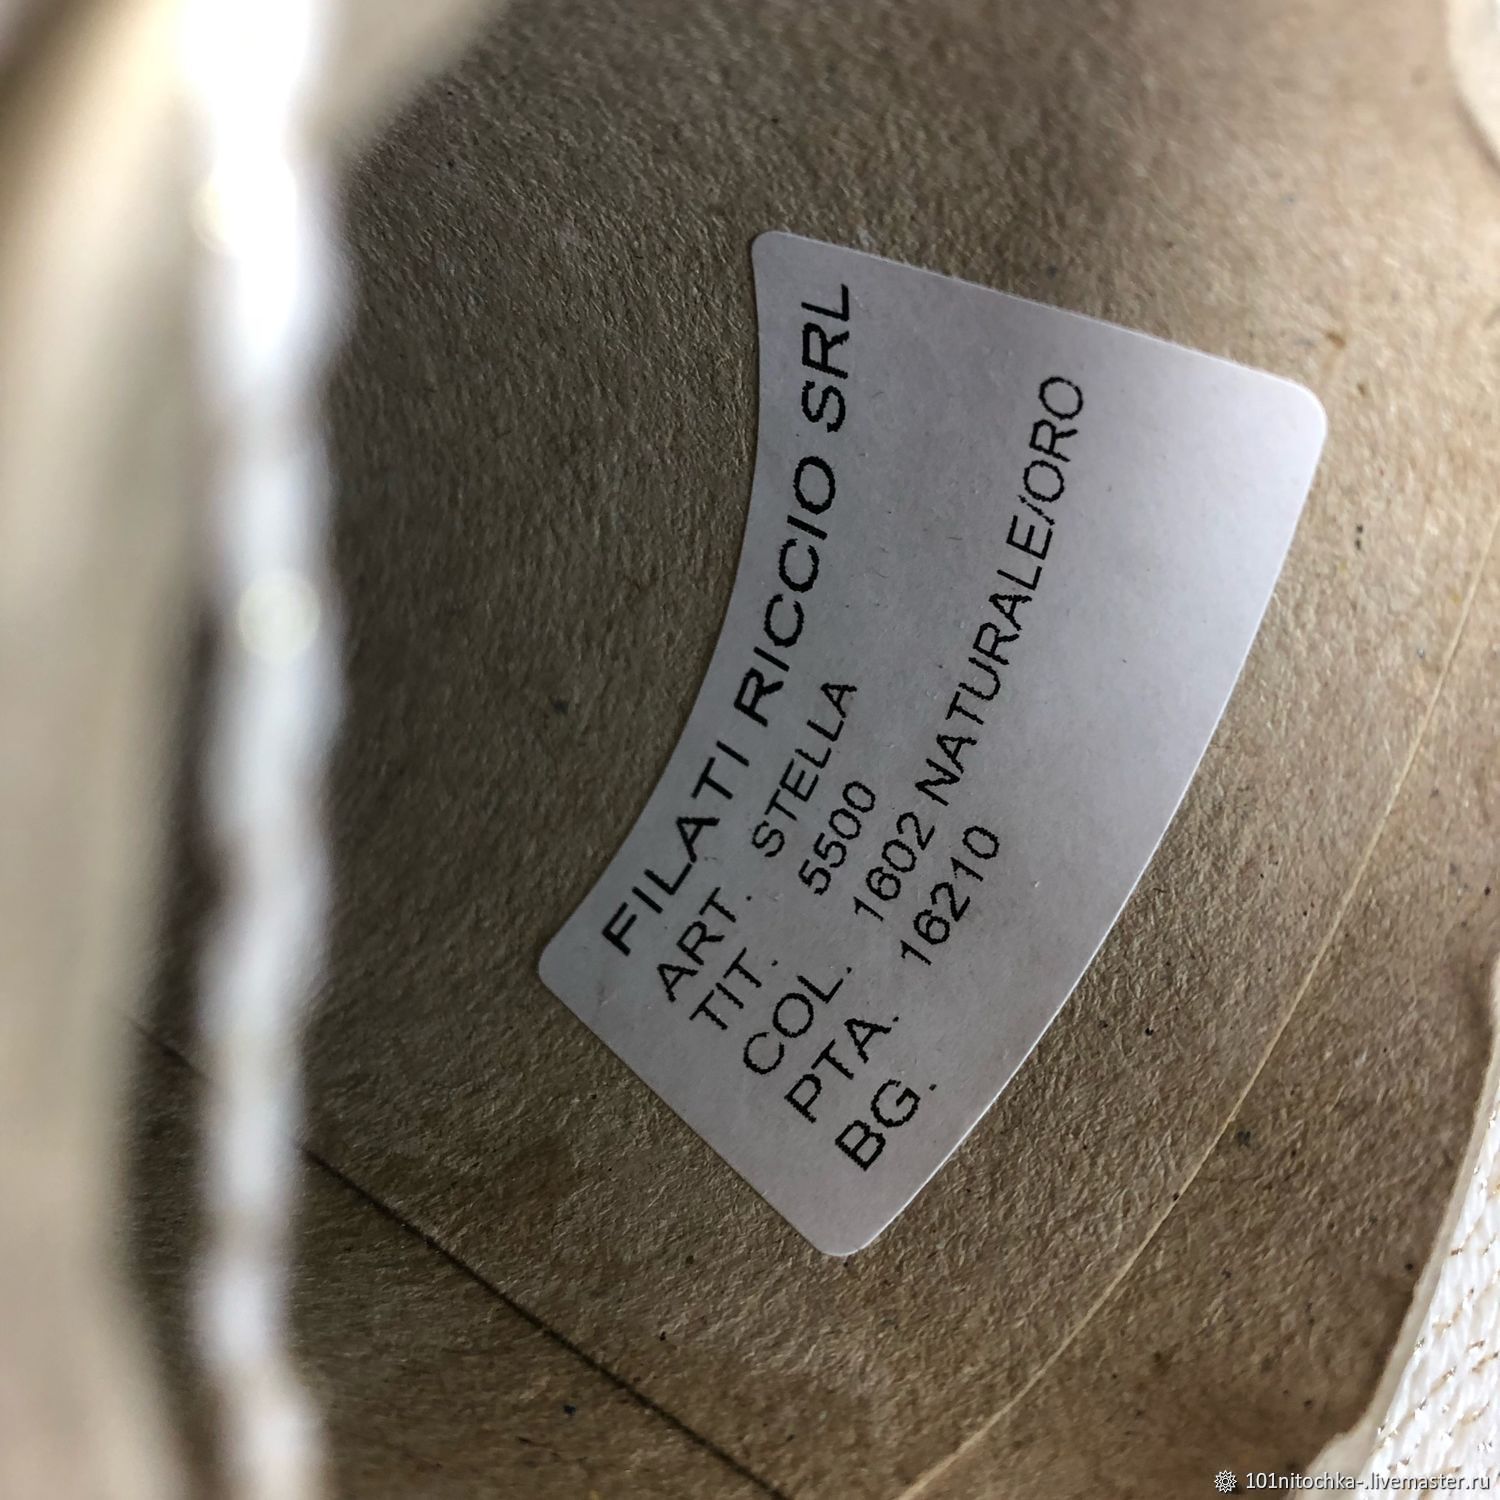 FILATI RICCIO SRL
ART. STELLA
TIT. 5500
COL. 1602 NATURALE/ORO
PTA. 16210
BG.
101nitochka-.livemaster.ru